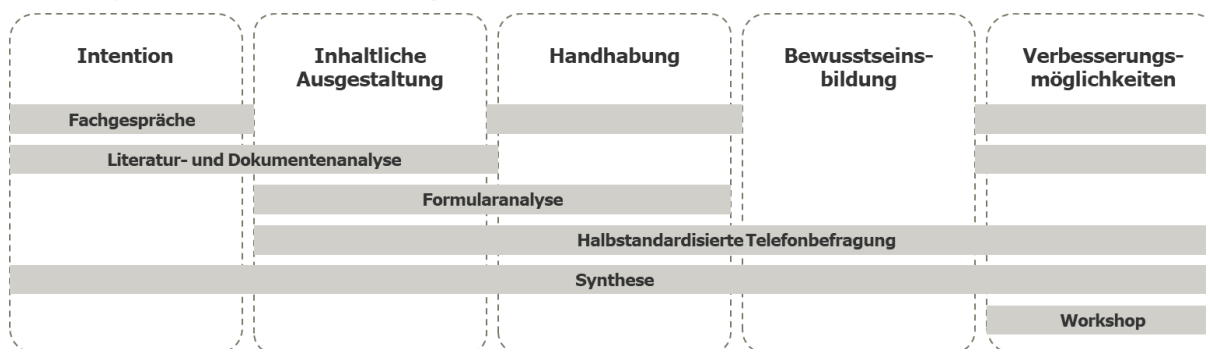 Intention
Inhaltliche
Ausgestaltung
Handhabung
Bewusstseins-
bildung
Verbesserungs-
möglichkeiten
Fachgespräche
Literatur- und Dokumentenanalyse
Formularanalyse
Halbstandardisierte Telefonbefragung
Synthese
Workshop